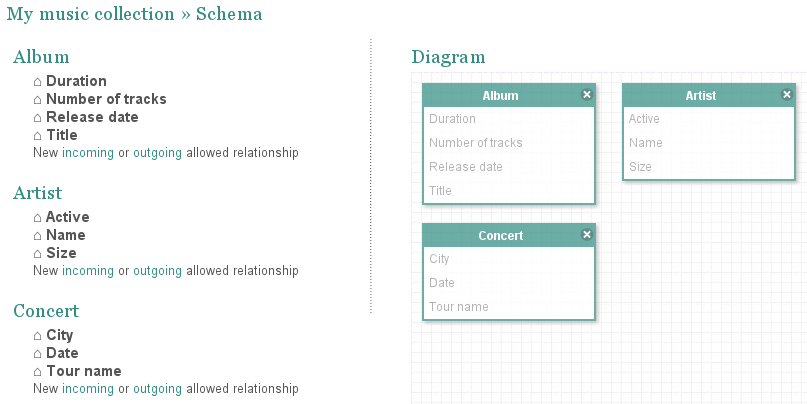 My music collection » Schema
Album
⌂ Duration
⌂ Number of tracks
⌂ Release date
⌂ Title
New incoming or outgoing allowed relationship
Artist
⌂ Active
⌂ Name
⌂ Size
New incoming or outgoing allowed relationship
Concert
⌂ City
⌂ Date
⌂ Tour name
New incoming or outgoing allowed relationship
Diagram
Album
Duration
Number of tracks
Release date
Title
Artist
Active
Name
Size
Concert
City
Date
Tour name